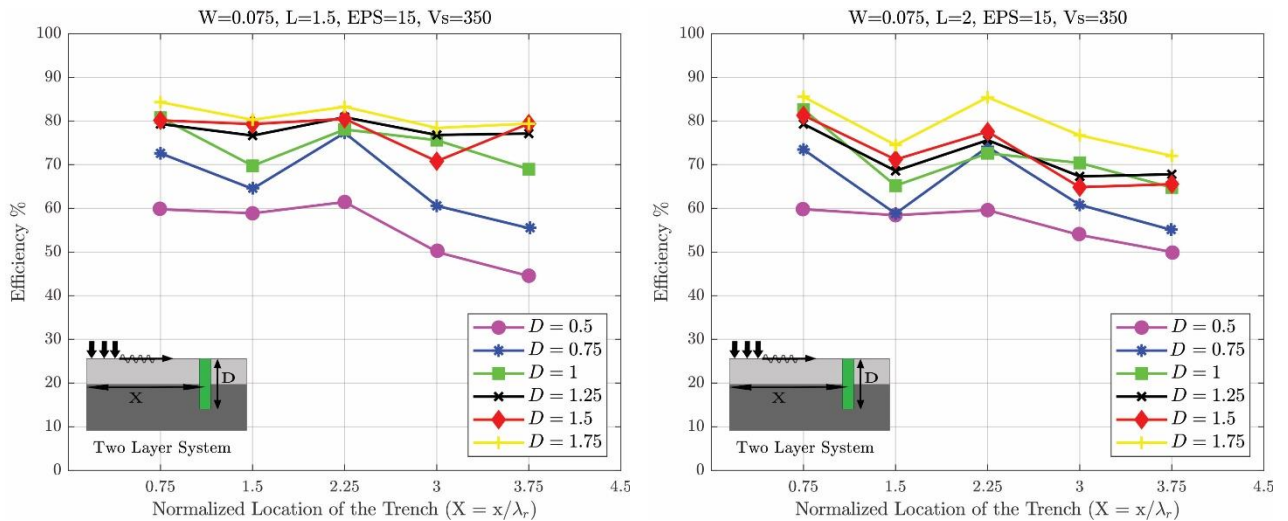 W=0.075, L=1.5, EPS=15, Vs=350
100
90
80
70
60
50
40
30
20
10
0
Efficiency %
0.75 1.5 2.25 3 3.75 4.5
Normalized Location of the Trench (X = x/λr)
D = 0.5
D = 0.75
D = 1
D = 1.25
D = 1.5
D = 1.75
D
X
Two Layer System
W=0.075, L=2, EPS=15, Vs=350
100
90
80
70
60
50
40
30
20
10
0
Efficiency %
0.75 1.5 2.25 3 3.75 4.5
Normalized Location of the Trench (X = x/λr)
D = 0.5
D = 0.75
D = 1
D = 1.25
D = 1.5
D = 1.75
D
X
Two Layer System